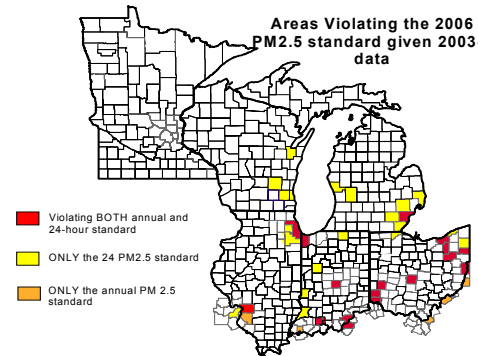 Areas Violating the 2006
PM2.5 standard given 2003-
data
Violating BOTH annual and
24-hour standard
ONLY the 24 PM2.5 standard
ONLY the annual PM 2.5
standard